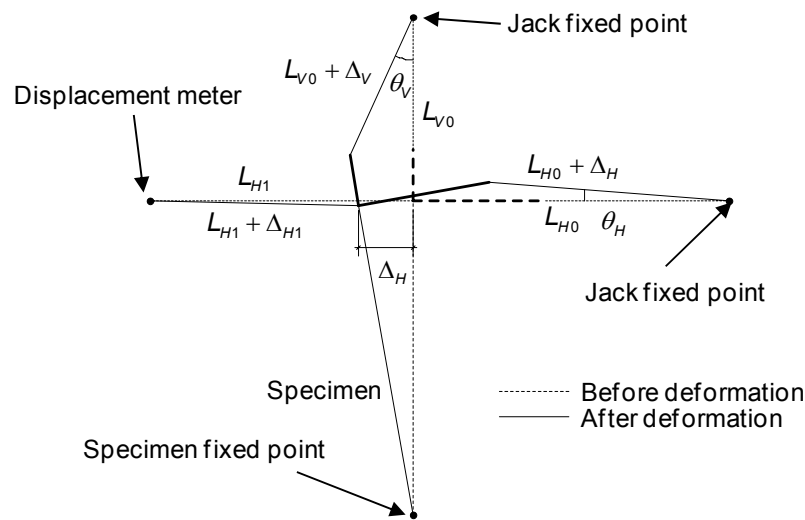 Jack fixed point
L_{V0} + Δ_V
θ_V
Displacement meter
L_{V0}
L_{H1}
L_{H0} + Δ_H
L_{H1} + Δ_{H1}
L_{H0}
θ_H
Δ_H
Jack fixed point
Specimen
Before deformation
After deformation
Specimen fixed point